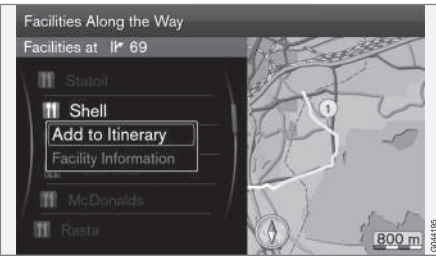 Facilities Along the Way
Facilities at 69
Statoil
Shell
Add to Itinerary
Facility Information
McDonalds
Rasta
1
800 m
G044195